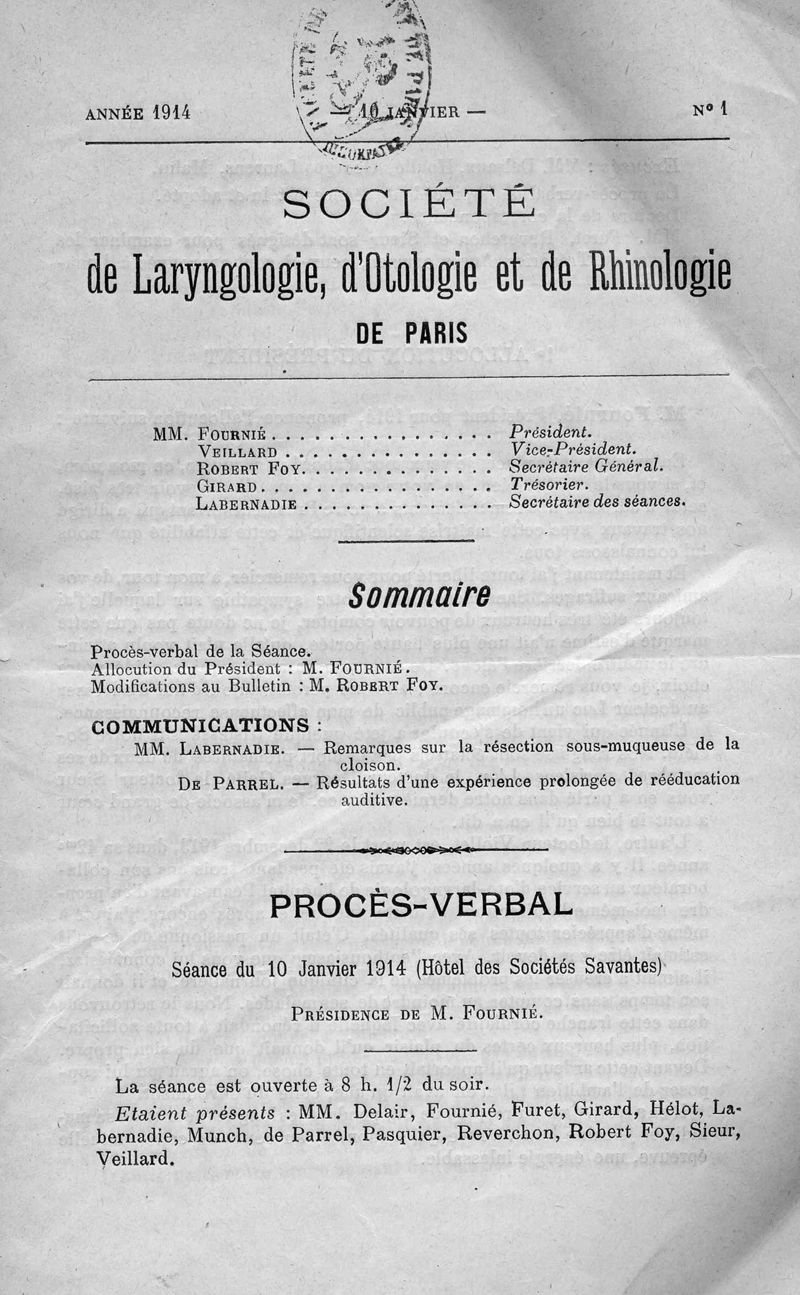 ANNÉE 1914 — 10 JANVIER — N° 1
SOCIÉTÉ
de Laryngologie, d'Otologie et de Rhinologie
DE PARIS
MM. FOURNIÉ . . . . . . . . . . . . . . . . Président.
VEILLARD . . . . . . . . . . . . . . . Vice-Président.
ROBERT FOY. . . . . . . . . . . . . . Secrétaire Général.
GIRARD . . . . . . . . . . . . . . . . . Trésorier.
LABERNADIE . . . . . . . . . . . . . . Secrétaire des séances.
Sommaire
Procès-verbal de la Séance.
Allocution du Président : M. FOURNIÉ.
Modifications au Bulletin : M. ROBERT FOY.
COMMUNICATIONS :
MM. LABERNADIE. — Remarques sur la résection sous-muqueuse de la
cloison.
DE PARREL. — Résultats d'une expérience prolongée de rééducation
auditive.
PROCÈS-VERBAL
Séance du 10 Janvier 1914 (Hôtel des Sociétés Savantes)
PRÉSIDENCE DE M. FOURNIÉ.
La séance est ouverte à 8 h. 1/2 du soir.
Etaient présents : MM. Delair, Fournié, Furet, Girard, Hélot, La-
bernadie, Munch, de Parrel, Pasquier, Reverchon, Robert Foy, Sieur,
Veillard.